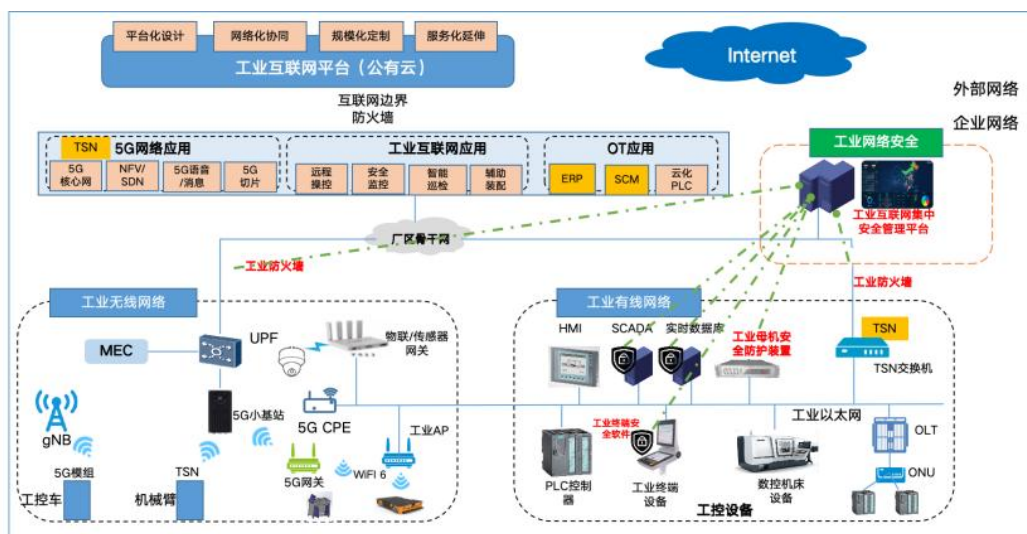 平台化设计
网络化协同
规模化定制
服务化延伸
工业互联网平台（公有云）
Internet
互联网边界
防火墙
外部网络
企业网络
TSN
5G网络应用
5G
核心网
NFV/
SDN
5G语音
/消息
5G
切片
工业互联网应用
远程
操控
安全
监控
智能
巡检
辅助
装配
OT应用
ERP
SCM
云化
PLC
工业网络安全
工业互联网集中
安全管理平台
厂区骨干网
工业防火墙
工业防火墙
工业无线网络
MEC
UPF
物联/传感器
网关
gNB
5G小基站
5G CPE
工业AP
5G模组
TSN
5G网关
WiFI 6
工控车
机械臂
工业有线网络
HMI
SCADA
实时数据库
工业母机安
全防护装置
TSN
TSN交换机
工业以太网
PLC控制
器
工业终端安
全软件
工业终端
设备
数控机床
设备
OLT
ONU
工控设备